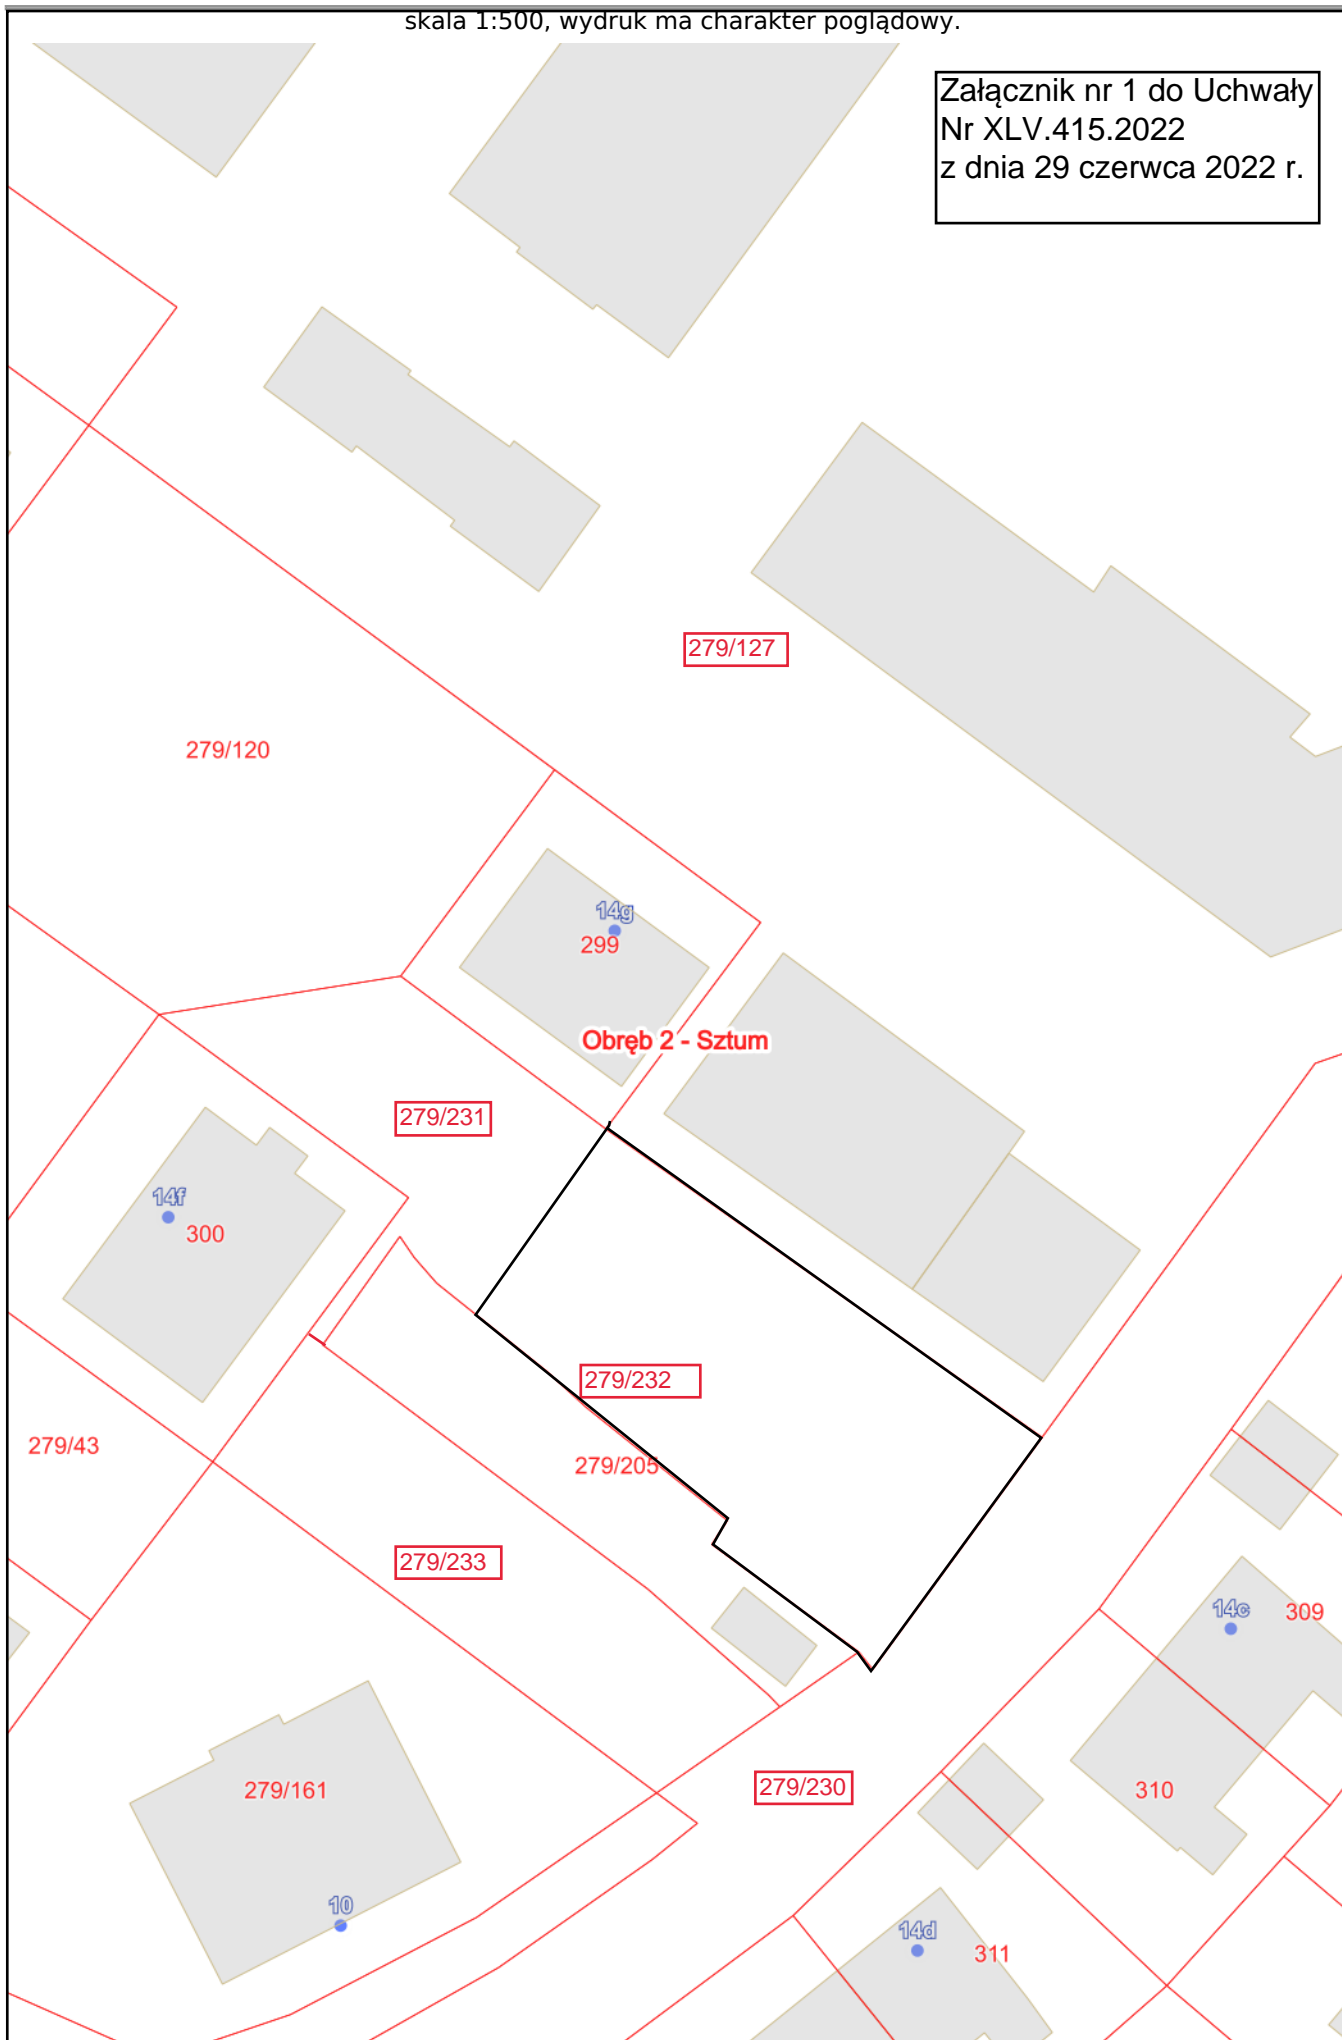 skala 1:500, wydruk ma charakter poglądowy.
Załącznik nr 1 do Uchwały
Nr XLV.415.2022
z dnia 29 czerwca 2022 r.
279/127
279/120
14g
299
Obręb 2 - Sztum
279/231
14f
300
279/232
279/43
279/205
279/233
14c
309
279/161
279/230
310
10
14d
311